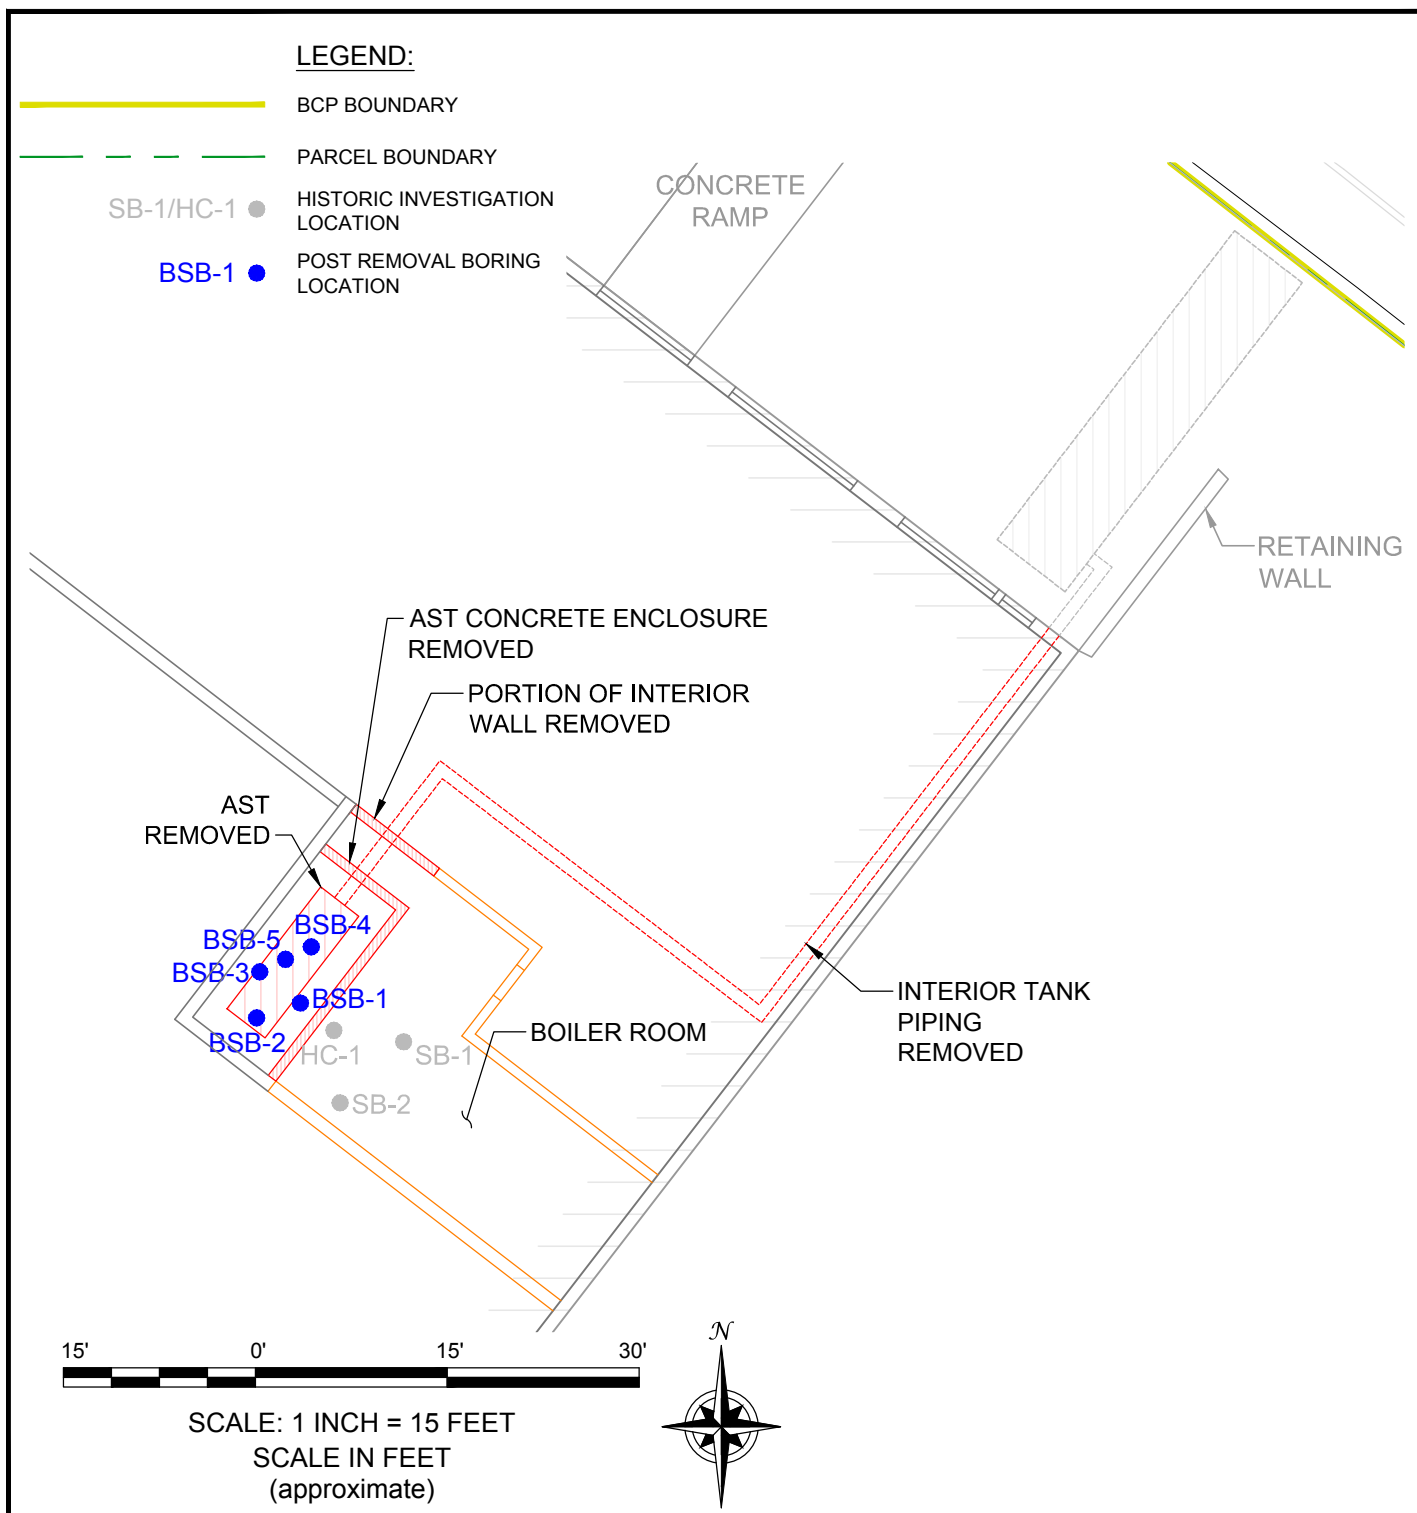 LEGEND:
BCP BOUNDARY
PARCEL BOUNDARY
SB-1/HC-1
HISTORIC INVESTIGATION
LOCATION
BSB-1
POST REMOVAL BORING
LOCATION
CONCRETE
RAMP
RETAINING
WALL
AST CONCRETE ENCLOSURE
REMOVED
PORTION OF INTERIOR
WALL REMOVED
AST
REMOVED
BSB-4
BSB-5
BSB-3
BSB-1
BSB-2
HC-1
SB-1
SB-2
BOILER ROOM
INTERIOR TANK
PIPING
REMOVED
15' 0' 15' 30'
SCALE: 1 INCH = 15 FEET
SCALE IN FEET
(approximate)
N